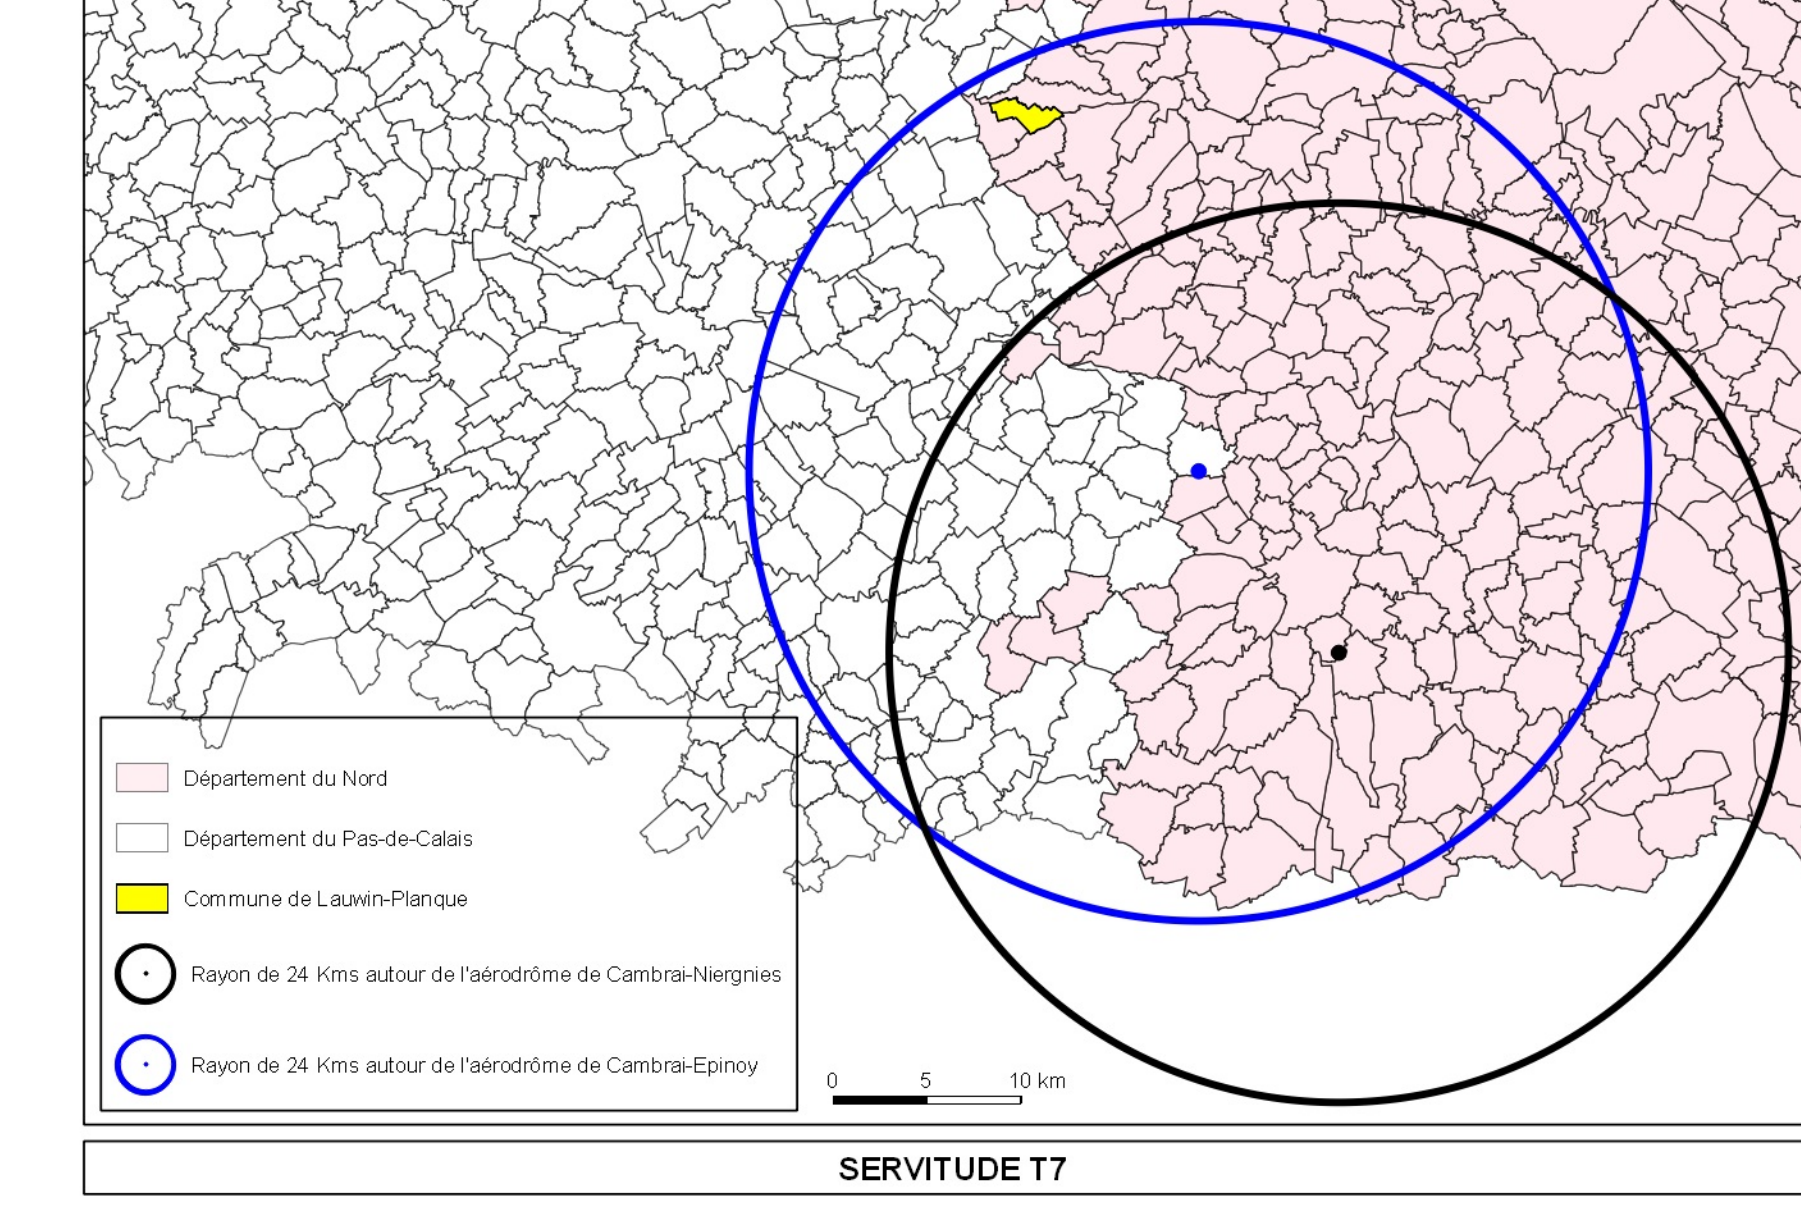 Département du Nord
Département du Pas-de-Calais
Commune de Lauwin-Planque
Rayon de 24 Kms autour de l'aérodrôme de Cambrai-Niergnies
Rayon de 24 Kms autour de l'aérodrôme de Cambrai-Epinoy
0 5 10 km
SERVITUDE T7